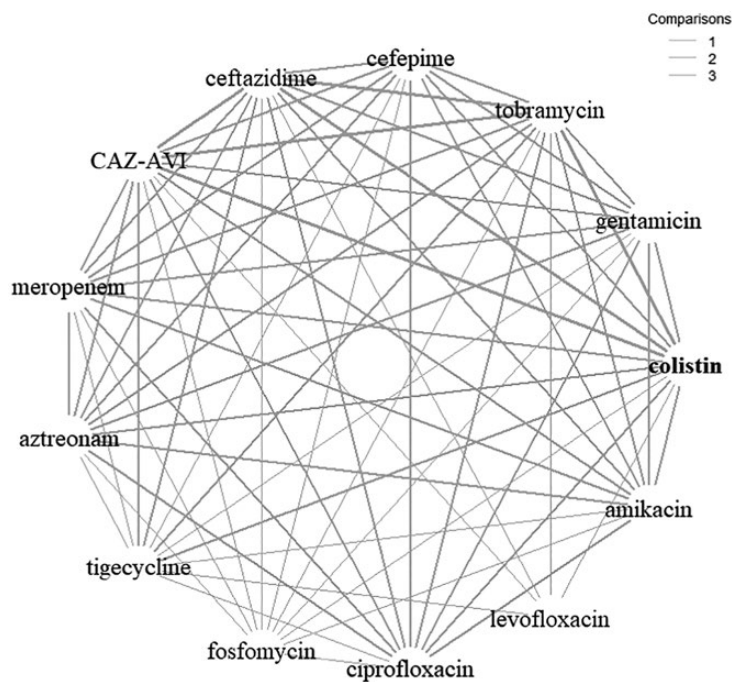 Comparisons
1
2
3
cefepime
ceftazidime
tobramycin
CAZ-AVI
gentamicin
meropenem
colistin
aztreonam
amikacin
tigecycline
levofloxacin
fosfomycin
ciprofloxacin